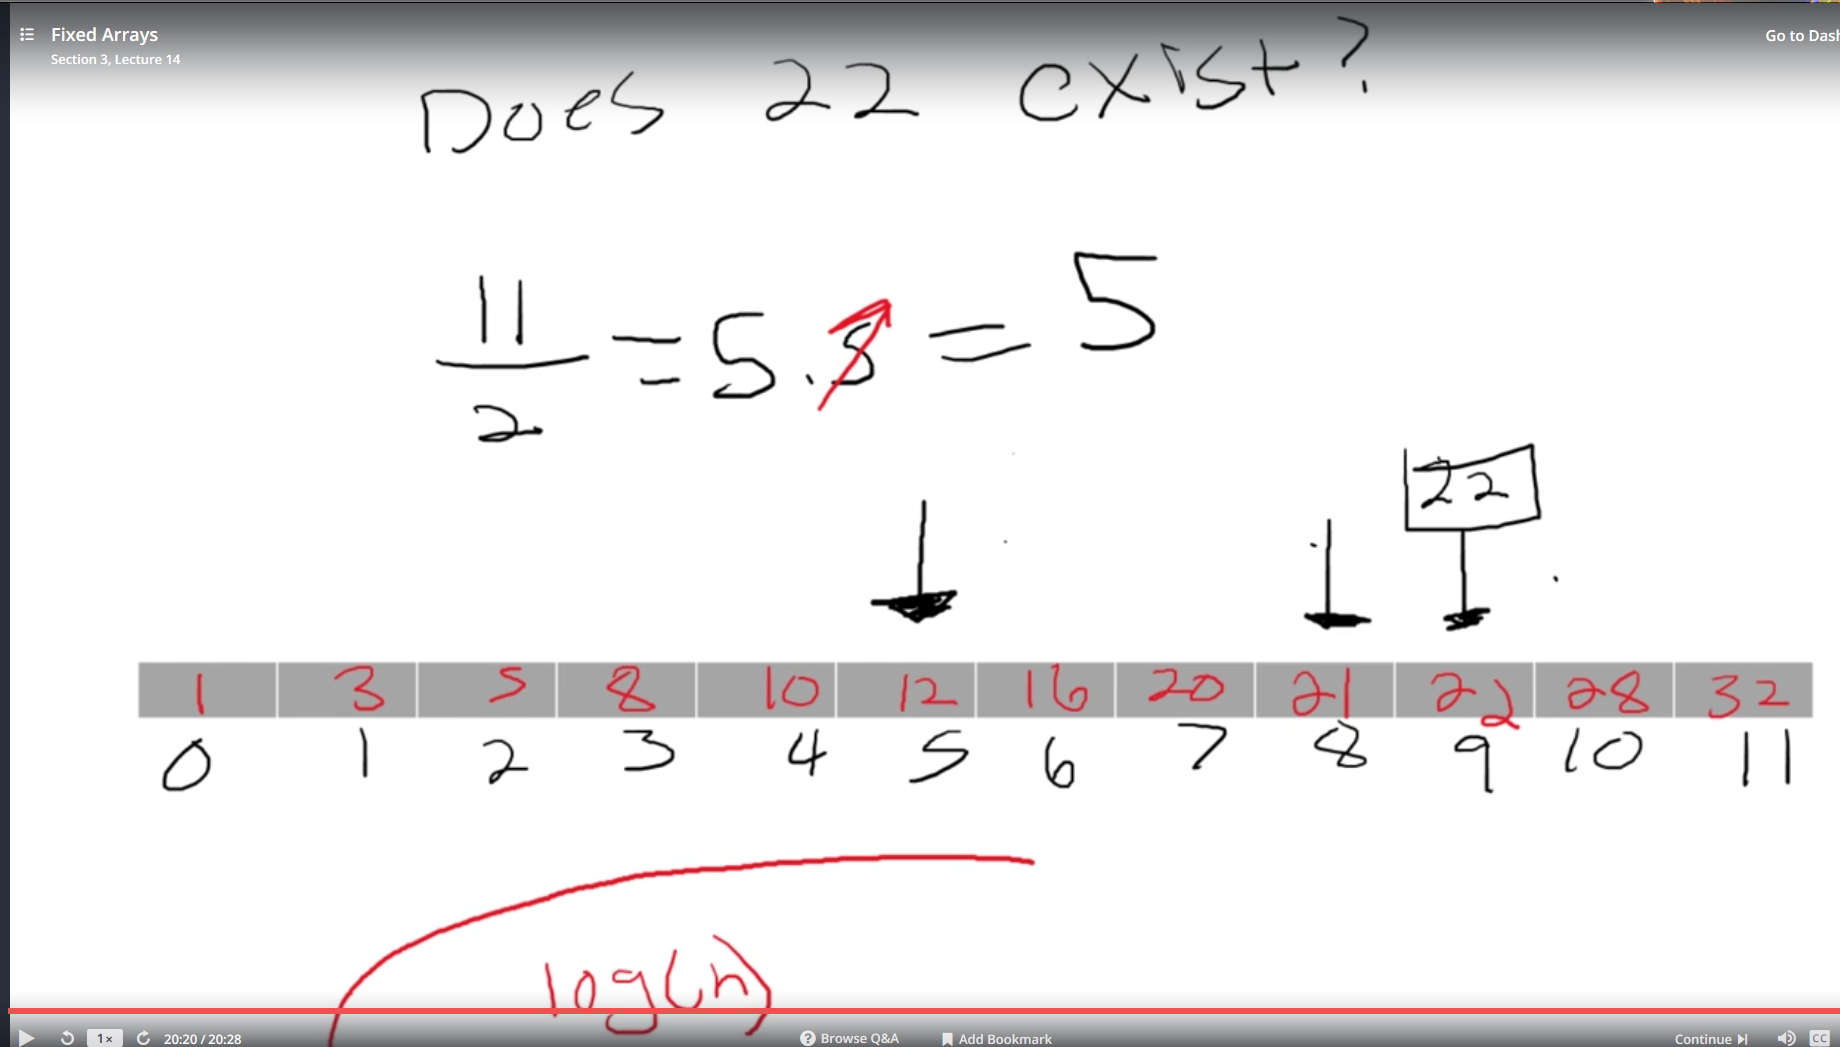 Fixed Arrays
Go to Dash
Section 3, Lecture 14
Does 22 exist?
11/2 = 5.5 = 5
22
1 3 5 8 10 12 16 20 21 22 28 32
0 1 2 3 4 5 6 7 8 9 10 11
log(n)
1× 20:20 / 20:28 ? Browse Q&A Add Bookmark Continue CC